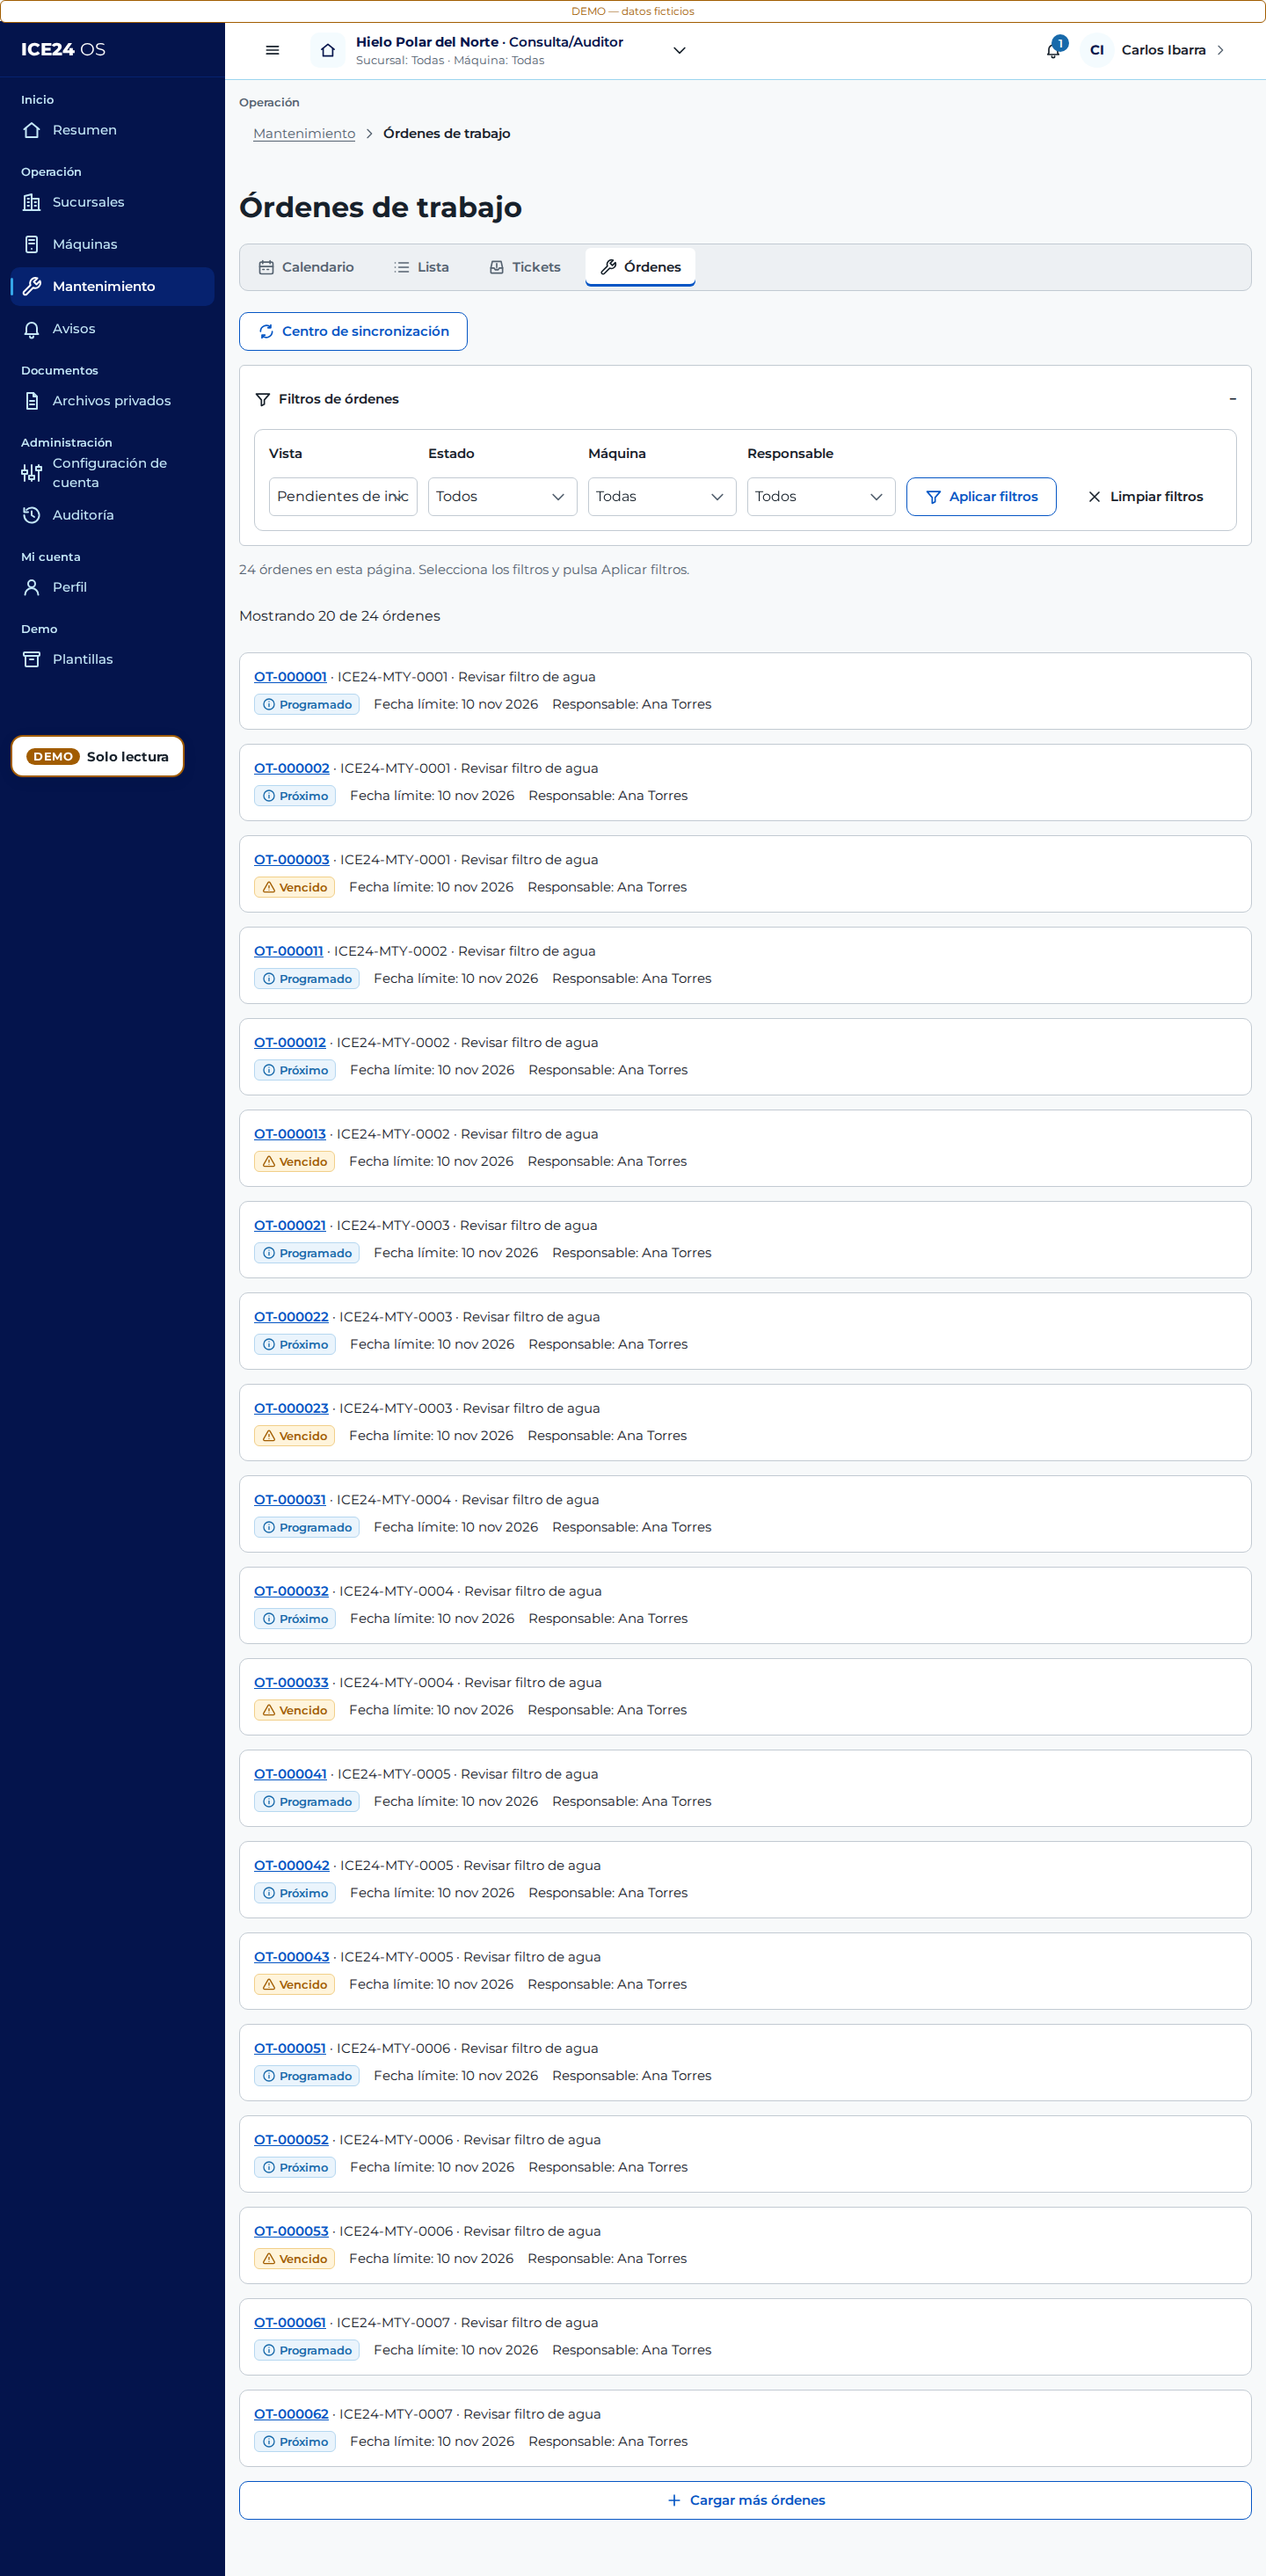 DEMO — datos ficticios
ICE24 OS
Hielo Polar del Norte · Consulta/Auditor
Sucursal: Todas · Máquina: Todas
1
CI
Carlos Ibarra
Inicio
Resumen
Operación
Sucursales
Máquinas
Mantenimiento
Avisos
Documentos
Archivos privados
Administración
Configuración de
cuenta
Auditoría
Mi cuenta
Perfil
Demo
Plantillas
DEMO Solo lectura
Operación
Mantenimiento > Órdenes de trabajo
Órdenes de trabajo
Calendario
Lista
Tickets
Órdenes
Centro de sincronización
Filtros de órdenes
Vista
Estado
Máquina
Responsable
Pendientes de inic
Todos
Todas
Todos
Aplicar filtros
Limpiar filtros
24 órdenes en esta página. Selecciona los filtros y pulsa Aplicar filtros.
Mostrando 20 de 24 órdenes
OT-000001 · ICE24-MTY-0001 · Revisar filtro de agua
Programado Fecha límite: 10 nov 2026 Responsable: Ana Torres
OT-000002 · ICE24-MTY-0001 · Revisar filtro de agua
Próximo Fecha límite: 10 nov 2026 Responsable: Ana Torres
OT-000003 · ICE24-MTY-0001 · Revisar filtro de agua
Vencido Fecha límite: 10 nov 2026 Responsable: Ana Torres
OT-000011 · ICE24-MTY-0002 · Revisar filtro de agua
Programado Fecha límite: 10 nov 2026 Responsable: Ana Torres
OT-000012 · ICE24-MTY-0002 · Revisar filtro de agua
Próximo Fecha límite: 10 nov 2026 Responsable: Ana Torres
OT-000013 · ICE24-MTY-0002 · Revisar filtro de agua
Vencido Fecha límite: 10 nov 2026 Responsable: Ana Torres
OT-000021 · ICE24-MTY-0003 · Revisar filtro de agua
Programado Fecha límite: 10 nov 2026 Responsable: Ana Torres
OT-000022 · ICE24-MTY-0003 · Revisar filtro de agua
Próximo Fecha límite: 10 nov 2026 Responsable: Ana Torres
OT-000023 · ICE24-MTY-0003 · Revisar filtro de agua
Vencido Fecha límite: 10 nov 2026 Responsable: Ana Torres
OT-000031 · ICE24-MTY-0004 · Revisar filtro de agua
Programado Fecha límite: 10 nov 2026 Responsable: Ana Torres
OT-000032 · ICE24-MTY-0004 · Revisar filtro de agua
Próximo Fecha límite: 10 nov 2026 Responsable: Ana Torres
OT-000033 · ICE24-MTY-0004 · Revisar filtro de agua
Vencido Fecha límite: 10 nov 2026 Responsable: Ana Torres
OT-000041 · ICE24-MTY-0005 · Revisar filtro de agua
Programado Fecha límite: 10 nov 2026 Responsable: Ana Torres
OT-000042 · ICE24-MTY-0005 · Revisar filtro de agua
Próximo Fecha límite: 10 nov 2026 Responsable: Ana Torres
OT-000043 · ICE24-MTY-0005 · Revisar filtro de agua
Vencido Fecha límite: 10 nov 2026 Responsable: Ana Torres
OT-000051 · ICE24-MTY-0006 · Revisar filtro de agua
Programado Fecha límite: 10 nov 2026 Responsable: Ana Torres
OT-000052 · ICE24-MTY-0006 · Revisar filtro de agua
Próximo Fecha límite: 10 nov 2026 Responsable: Ana Torres
OT-000053 · ICE24-MTY-0006 · Revisar filtro de agua
Vencido Fecha límite: 10 nov 2026 Responsable: Ana Torres
OT-000061 · ICE24-MTY-0007 · Revisar filtro de agua
Programado Fecha límite: 10 nov 2026 Responsable: Ana Torres
OT-000062 · ICE24-MTY-0007 · Revisar filtro de agua
Próximo Fecha límite: 10 nov 2026 Responsable: Ana Torres
Cargar más órdenes